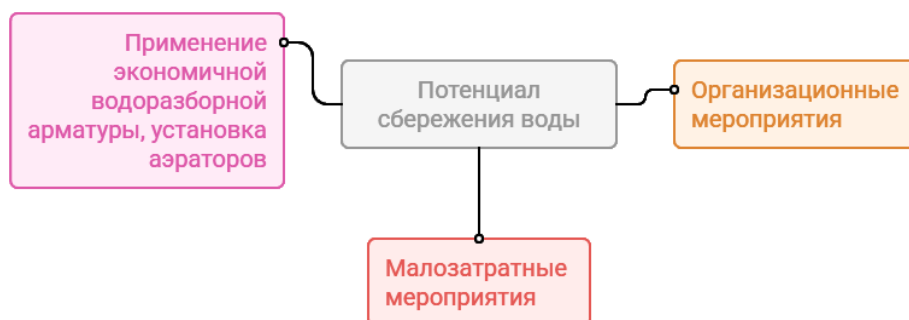 Применение
экономичной
водоразборной
арматуры, установка
аэраторов
Потенциал
сбережения воды
Организационные
мероприятия
Малозатратные
мероприятия